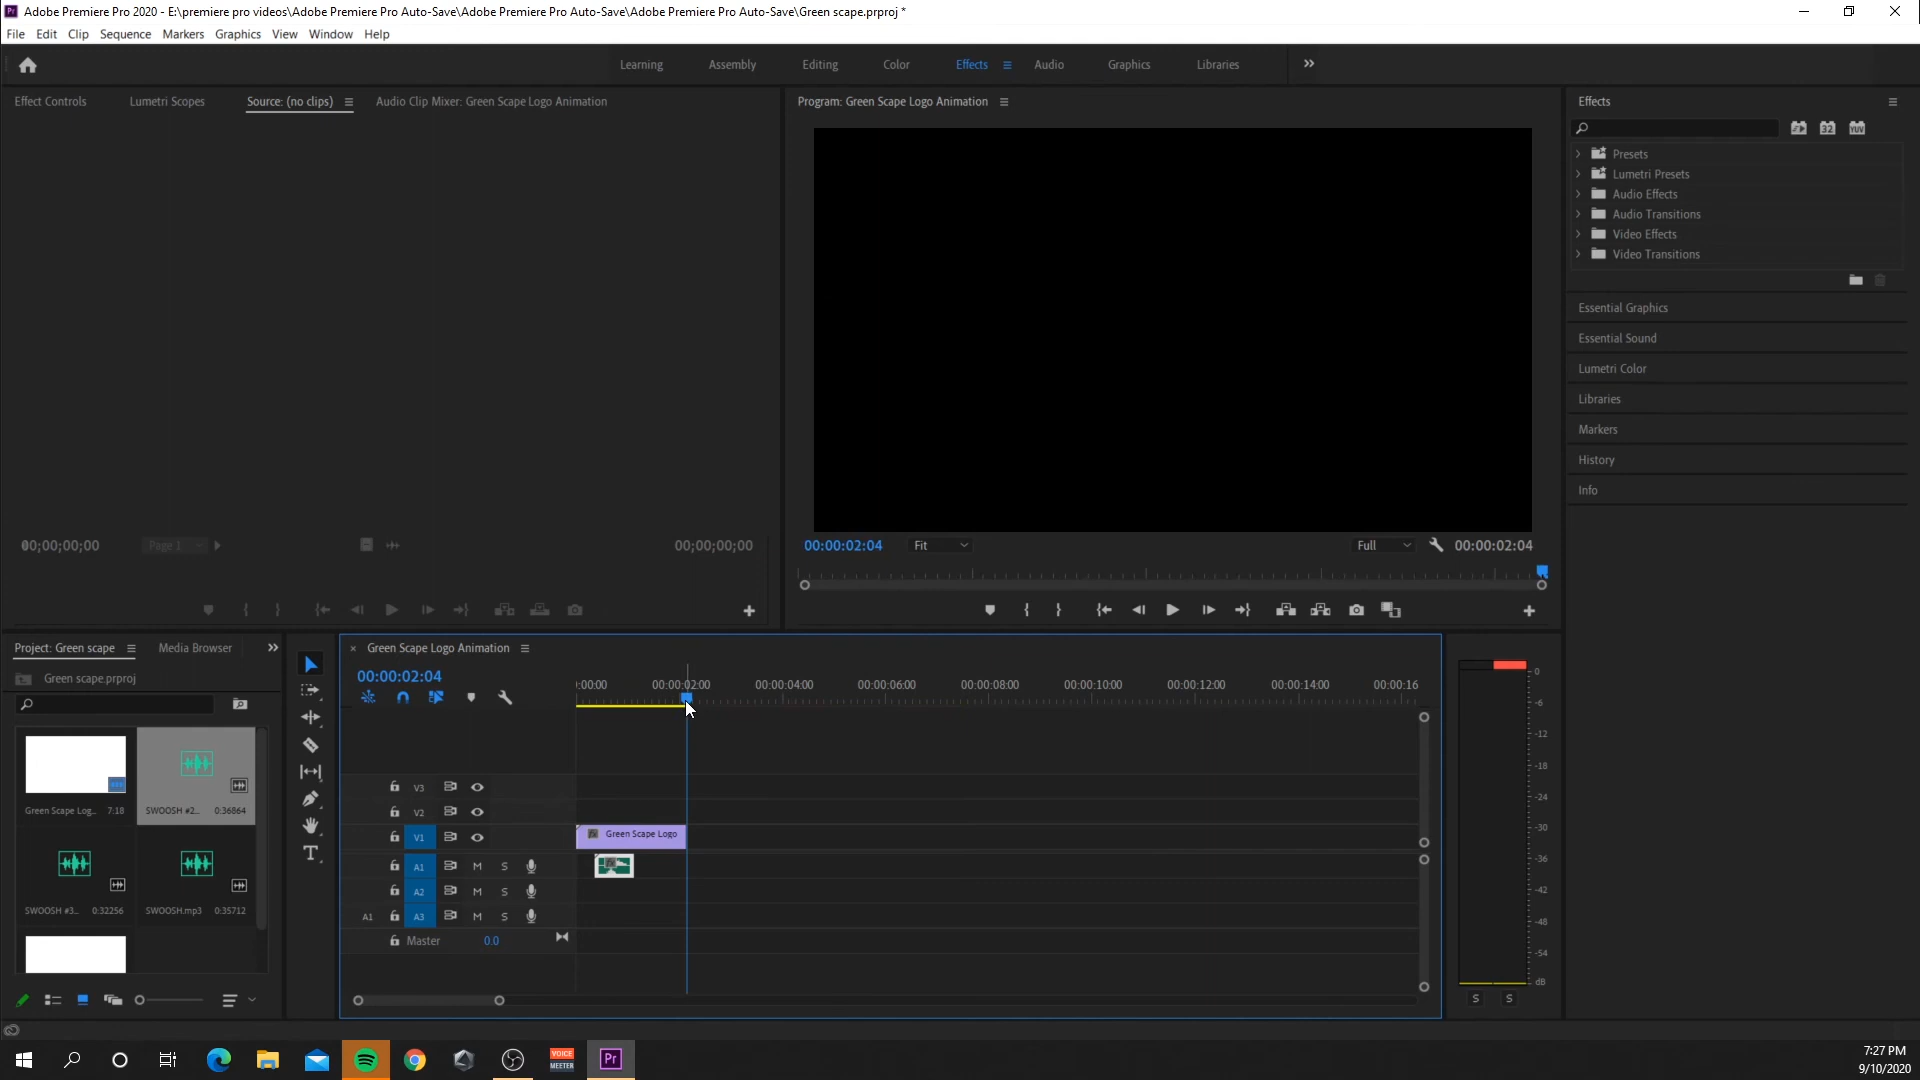 Adobe Premiere Pro 2020 - E:\premiere pro videos\Adobe Premiere Pro Auto-Save\Adobe Premiere Pro Auto-Save\Adobe Premiere Pro Auto-Save\Green scape.prproj *
File Edit Clip Sequence Markers Graphics View Window Help
Learning Assembly Editing Color Effects Audio Graphics Libraries
Effect Controls Lumetri Scopes Source: (no clips) Audio Clip Mixer: Green Scape Logo Animation
Program: Green Scape Logo Animation
Effects
32 YUV
Presets
Lumetri Presets
Audio Effects
Audio Transitions
Video Effects
Video Transitions
Essential Graphics
Essential Sound
Lumetri Color
Libraries
Markers
History
Info
00;00;00;00 Page 1 00;00;00;00
00:00:02:04 Fit Full 00:00:02:04
Project: Green scape Media Browser
Green scape.prproj
Green Scape Log... 7:18
SWOOSH #2... 0:36864
SWOOSH #3... 0:32256
SWOOSH.mp3 0:35712
Green Scape Logo Animation
00:00:02:04
:00:00 00:00:02:00 00:00:04:00 00:00:06:00 00:00:08:00 00:00:10:00 00:00:12:00 00:00:14:00 00:00:16
V3
V2
V1 fx Green Scape Logo
A1 M S
A2 M S
A1 A3 M S
Master 0.0
0
-6
-12
-18
-24
-30
-36
-42
-48
-54
dB
S S
VOICE MEETER
Pr
7:27 PM
9/10/2020